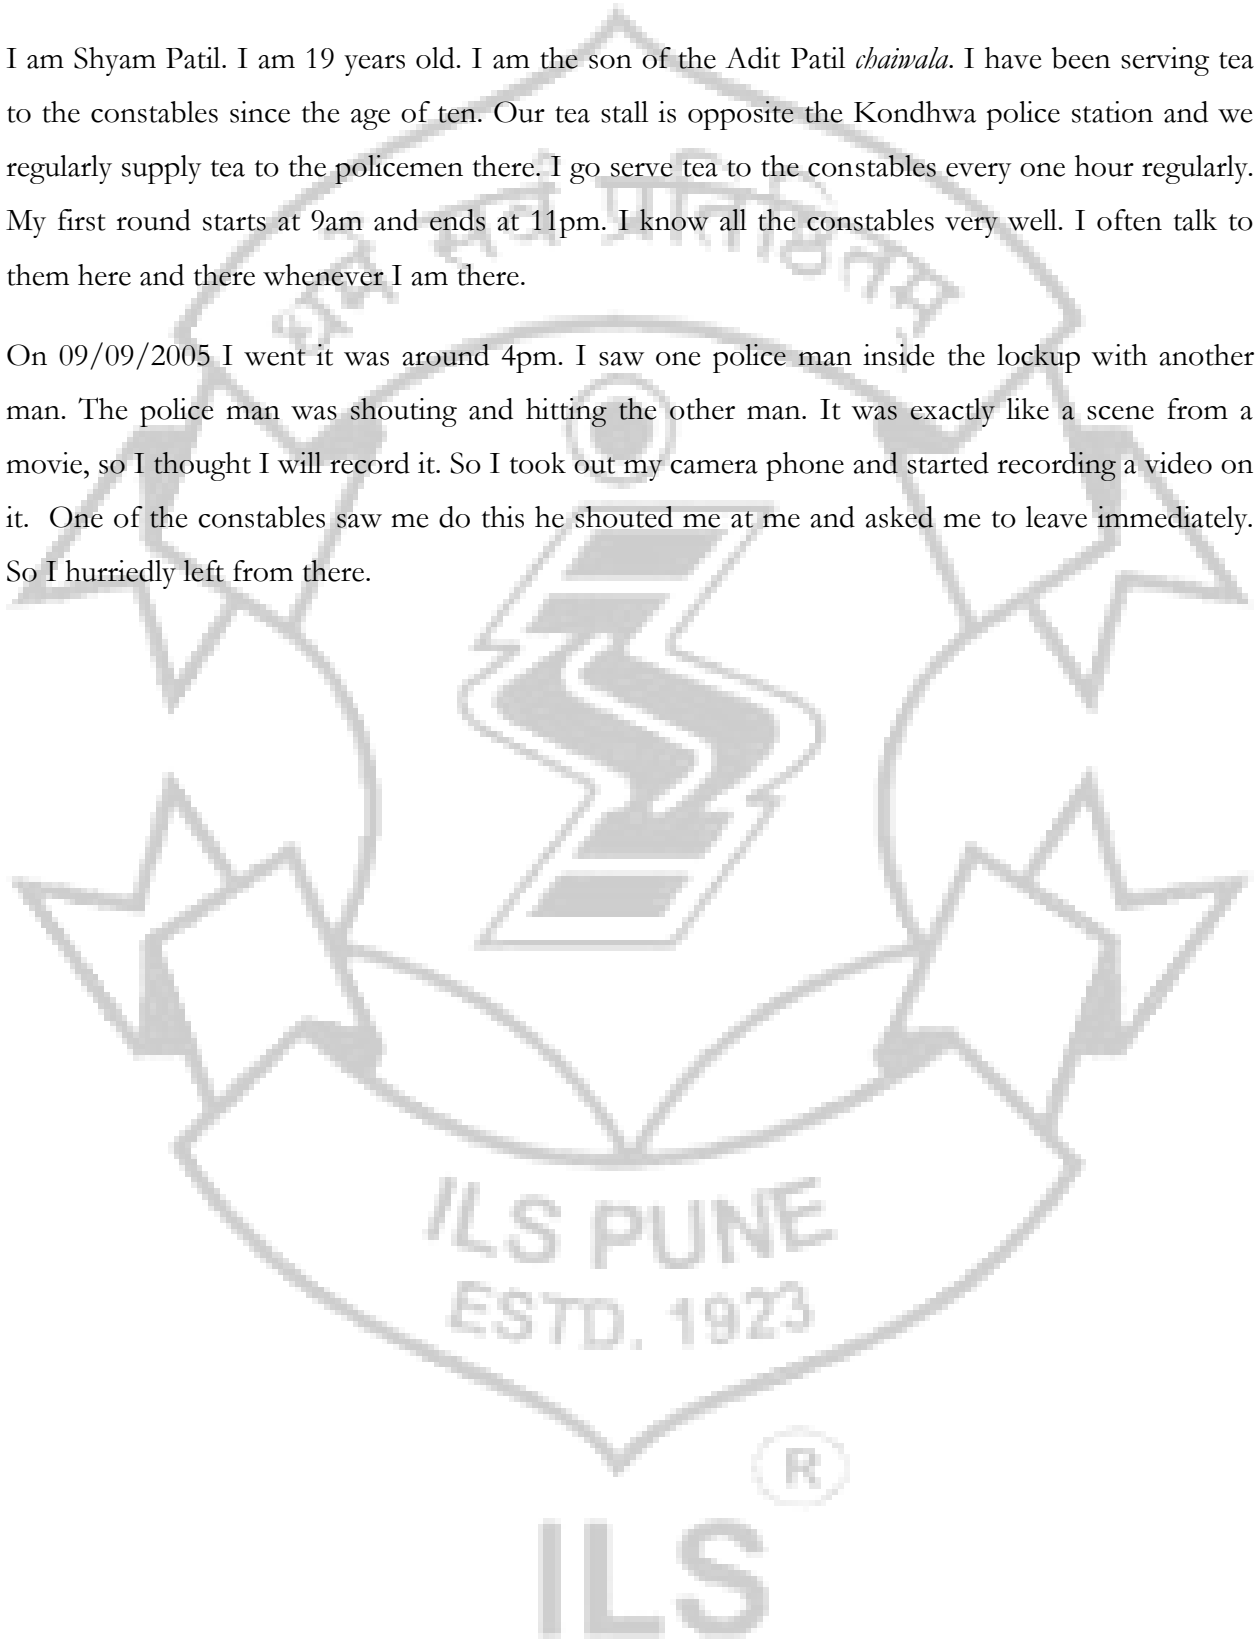 I am Shyam Patil. I am 19 years old. I am the son of the Adit Patil chaiwala. I have been serving tea
to the constables since the age of ten. Our tea stall is opposite the Kondhwa police station and we
regularly supply tea to the policemen there. I go serve tea to the constables every one hour regularly.
My first round starts at 9am and ends at 11pm. I know all the constables very well. I often talk to
them here and there whenever I am there.
On 09/09/2005 I went it was around 4pm. I saw one police man inside the lockup with another
man. The police man was shouting and hitting the other man. It was exactly like a scene from a
movie, so I thought I will record it. So I took out my camera phone and started recording a video on
it. One of the constables saw me do this he shouted me at me and asked me to leave immediately.
So I hurriedly left from there.
धर्मे सर्वं प्रतिष्ठितम्
ILS PUNE
ESTD. 1923
R
ILS